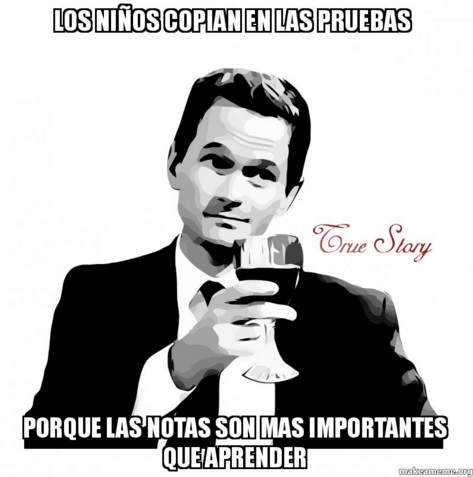 LOS NIÑOS COPIAN EN LAS PRUEBAS
True Story
PORQUE LAS NOTAS SON MAS IMPORTANTES
QUE APRENDER
makeameme.org